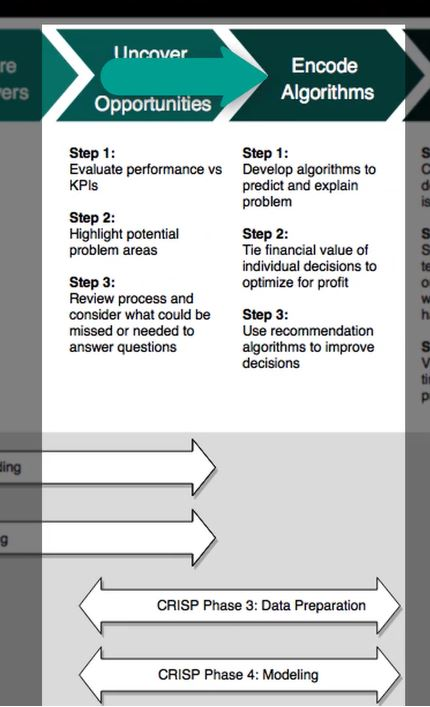 re
vers
Uncover
Opportunities
Encode
Algorithms
Step 1:
Evaluate performance vs
KPIs
Step 2:
Highlight potential
problem areas
Step 3:
Review process and
consider what could be
missed or needed to
answer questions
Step 1:
Develop algorithms to
predict and explain
problem
Step 2:
Tie financial value of
individual decisions to
optimize for profit
Step 3:
Use recommendation
algorithms to improve
decisions
ding
g
CRISP Phase 3: Data Preparation
CRISP Phase 4: Modeling